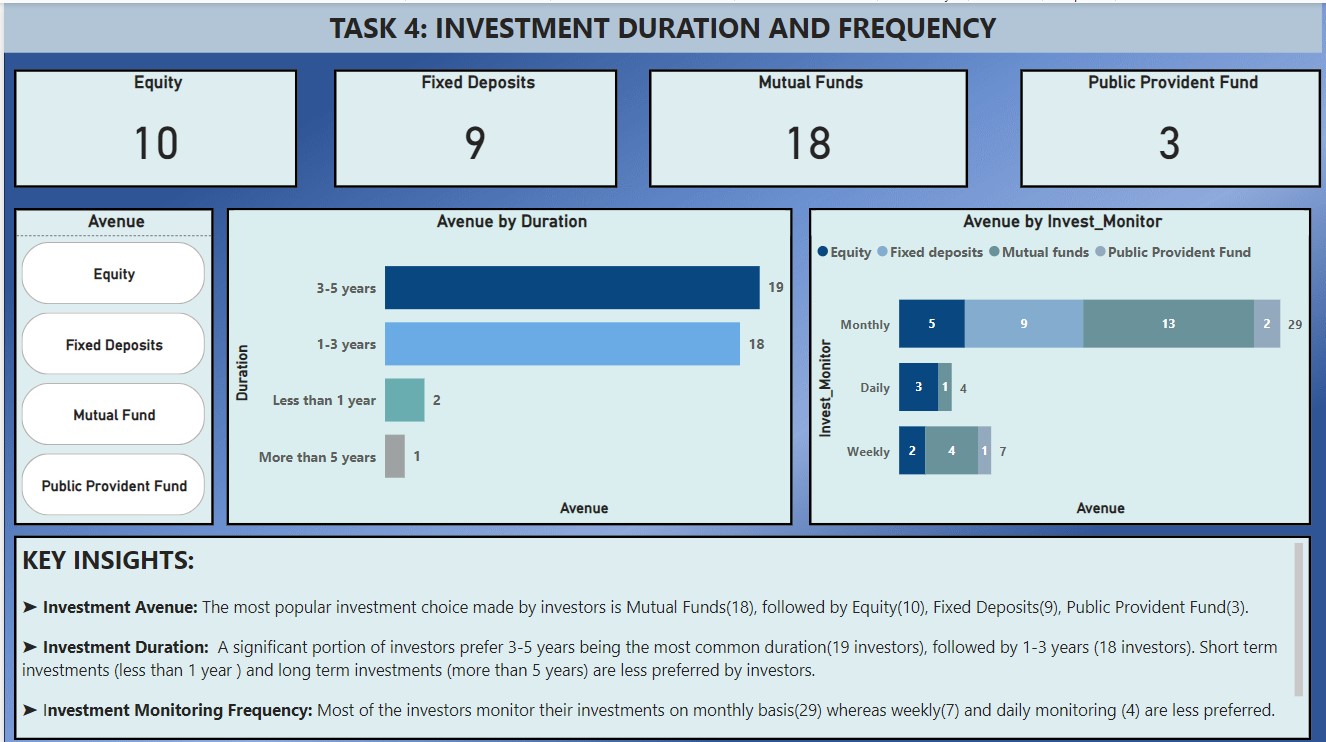 TASK 4: INVESTMENT DURATION AND FREQUENCY
Equity
10
Fixed Deposits
9
Mutual Funds
18
Public Provident Fund
3
Avenue
Equity
Fixed Deposits
Mutual Fund
Public Provident Fund
Avenue by Duration
Duration
3-5 years 19
1-3 years 18
Less than 1 year 2
More than 5 years 1
Avenue
Avenue by Invest_Monitor
Equity Fixed deposits Mutual funds Public Provident Fund
Invest_Monitor
Monthly 5 9 13 2 29
Daily 3 1 4
Weekly 2 4 1 7
Avenue
KEY INSIGHTS:
➤ Investment Avenue: The most popular investment choice made by investors is Mutual Funds(18), followed by Equity(10), Fixed Deposits(9), Public Provident Fund(3).
➤ Investment Duration: A significant portion of investors prefer 3-5 years being the most common duration(19 investors), followed by 1-3 years (18 investors). Short term
investments (less than 1 year ) and long term investments (more than 5 years) are less preferred by investors.
➤ Investment Monitoring Frequency: Most of the investors monitor their investments on monthly basis(29) whereas weekly(7) and daily monitoring (4) are less preferred.